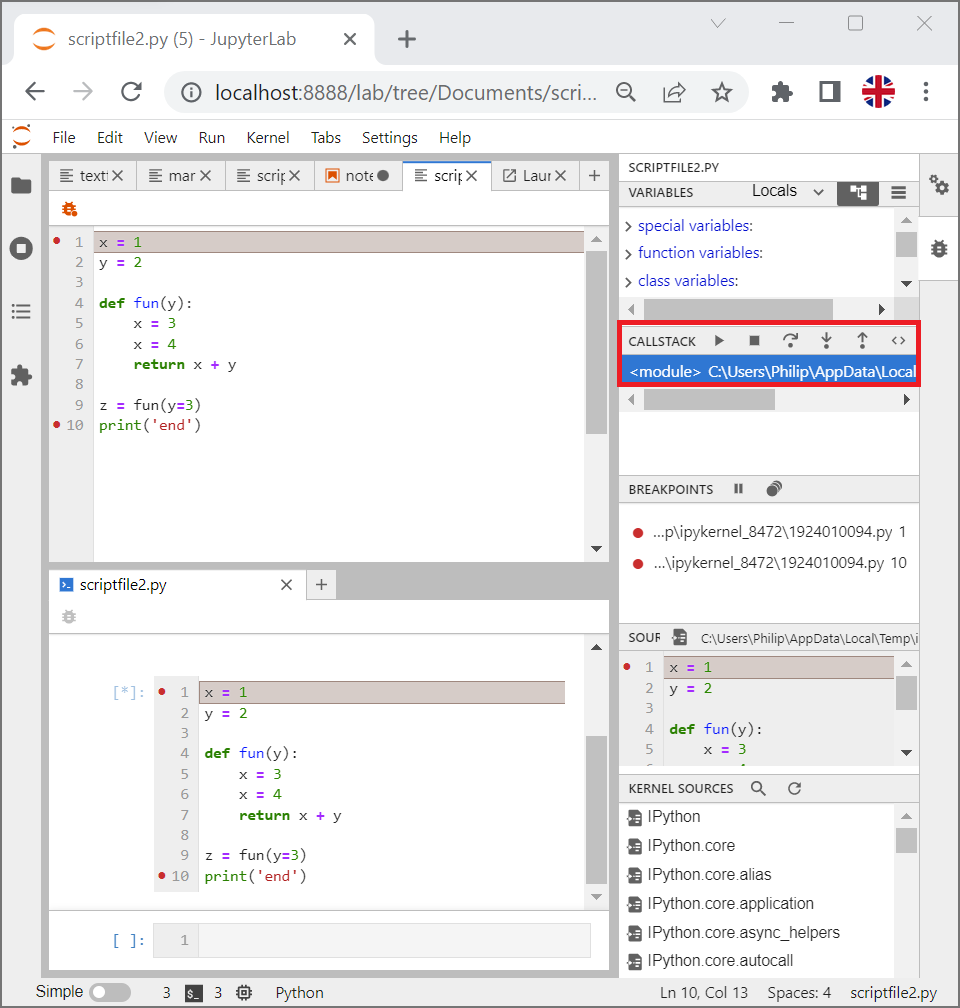 scriptfile2.py (5) - JupyterLab
localhost:8888/lab/tree/Documents/scri...
File Edit View Run Kernel Tabs Settings Help
text mar scrip note scrip Laun
1 x = 1
2 y = 2
3
4 def fun(y):
5     x = 3
6     x = 4
7     return x + y
8
9 z = fun(y=3)
10 print('end')
scriptfile2.py
[*]:
1 x = 1
2 y = 2
3
4 def fun(y):
5     x = 3
6     x = 4
7     return x + y
8
9 z = fun(y=3)
10 print('end')
[ ]: 1
SCRIPTFILE2.PY
VARIABLES Locals
special variables:
function variables:
class variables:
CALLSTACK
<module> C:\Users\Philip\AppData\Local
BREAKPOINTS
...p\ipykernel_8472\1924010094.py 1
...\ipykernel_8472\1924010094.py 10
SOUR C:\Users\Philip\AppData\Local\Temp\i
1 x = 1
2 y = 2
3
4 def fun(y):
5     x = 3
KERNEL SOURCES
IPython
IPython.core
IPython.core.alias
IPython.core.application
IPython.core.async_helpers
IPython.core.autocall
Simple 3 3 Python Ln 10, Col 13 Spaces: 4 scriptfile2.py